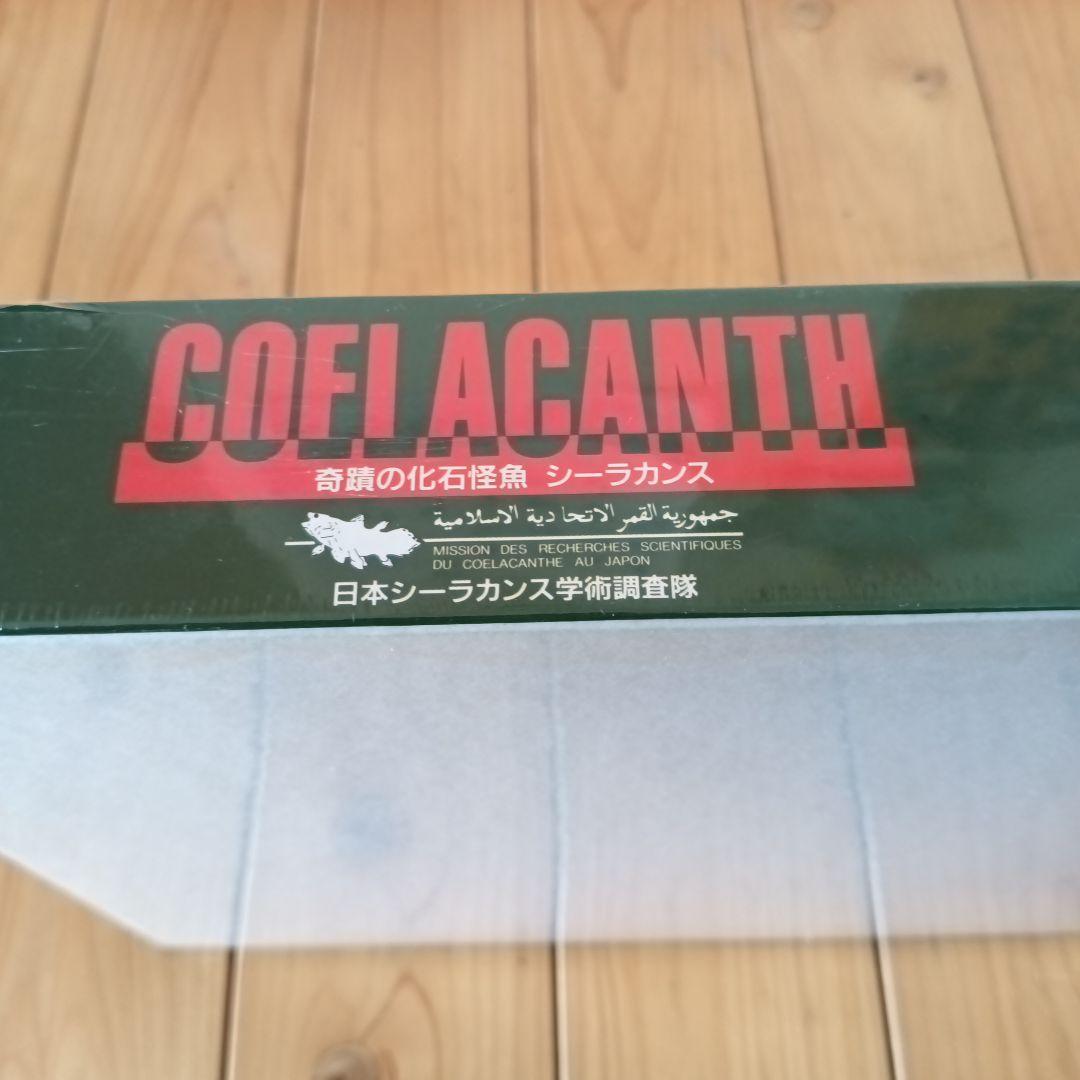 COELACANTH
奇蹟の化石怪魚 シーラカンス
جمهورية القمر الاتحادية الاسلامية
MISSION DES RECHERCHES SCIENTIFIQUES
DU COELACANTHE AU JAPON
日本シーラカンス学術調査隊